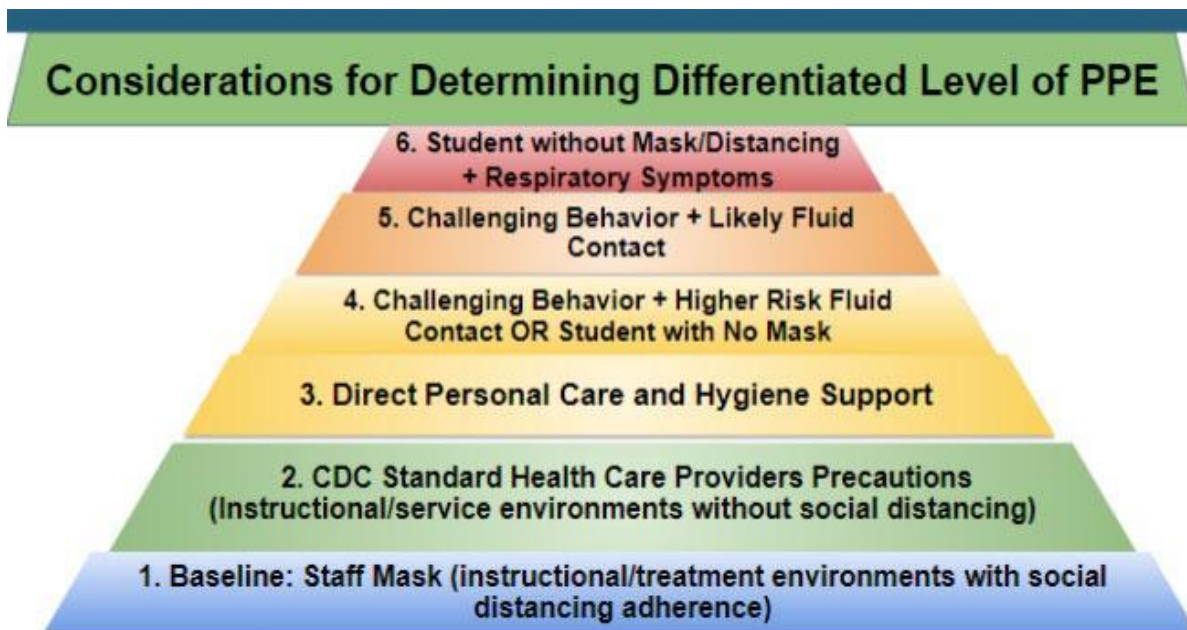 Considerations for Determining Differentiated Level of PPE
6. Student without Mask/Distancing
+ Respiratory Symptoms
5. Challenging Behavior + Likely Fluid
Contact
4. Challenging Behavior + Higher Risk Fluid
Contact OR Student with No Mask
3. Direct Personal Care and Hygiene Support
2. CDC Standard Health Care Providers Precautions
(Instructional/service environments without social distancing)
1. Baseline: Staff Mask (instructional/treatment environments with social
distancing adherence)